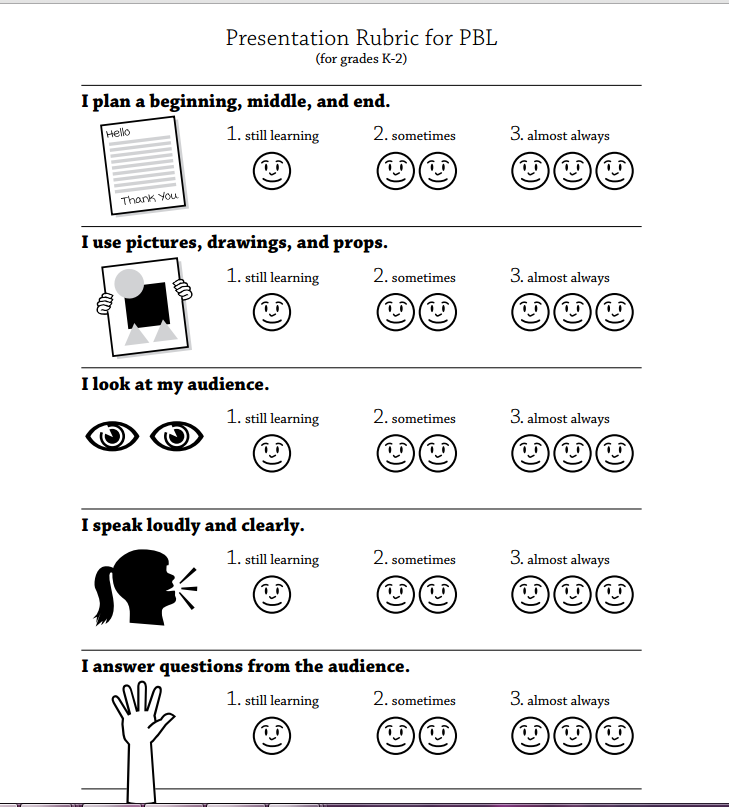 Presentation Rubric for PBL
(for grades K-2)
I plan a beginning, middle, and end.
Hello
Thank You
1. still learning 2. sometimes 3. almost always
I use pictures, drawings, and props.
1. still learning 2. sometimes 3. almost always
I look at my audience.
1. still learning 2. sometimes 3. almost always
I speak loudly and clearly.
1. still learning 2. sometimes 3. almost always
I answer questions from the audience.
1. still learning 2. sometimes 3. almost always